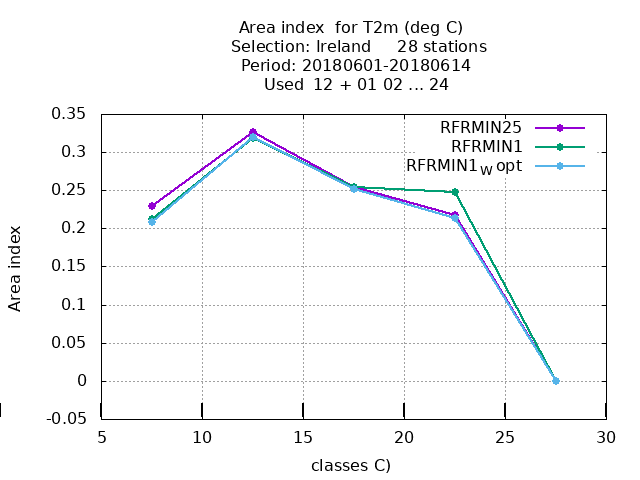 Area index  for T2m (deg C)
Selection: Ireland     28 stations
Period: 20180601-20180614
Used  12 + 01 02 ... 24
0.35
0.3
0.25
0.2
0.15
0.1
0.05
0
-0.05
Area index
RFRMIN25
RFRMIN1
RFRMIN1W opt
5
10
15
20
25
30
classes C)